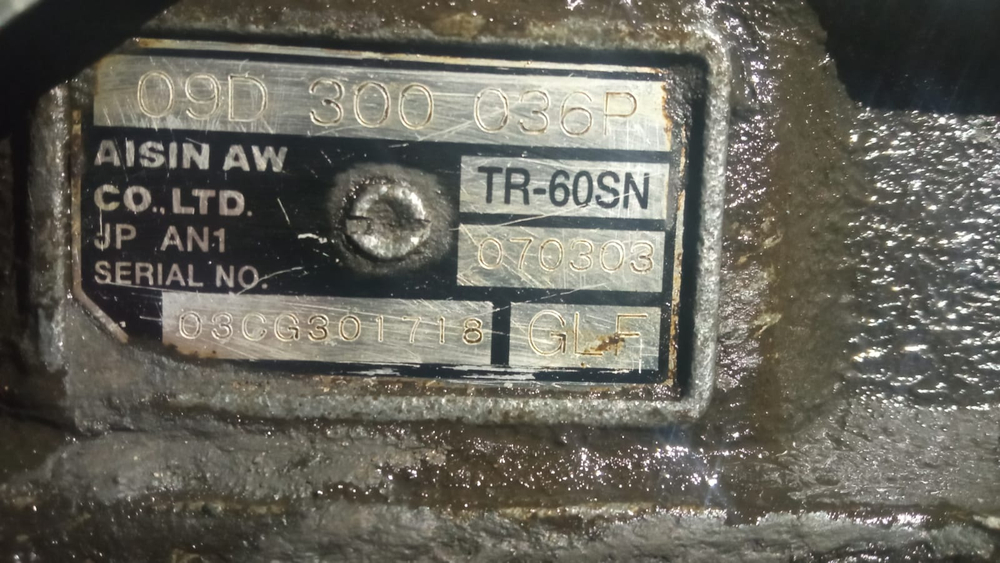 09D 300 036P
AISIN AW
CO.,LTD.
TR-60SN
JP AN1
070303
SERIAL NO.
03CG301718
GLF